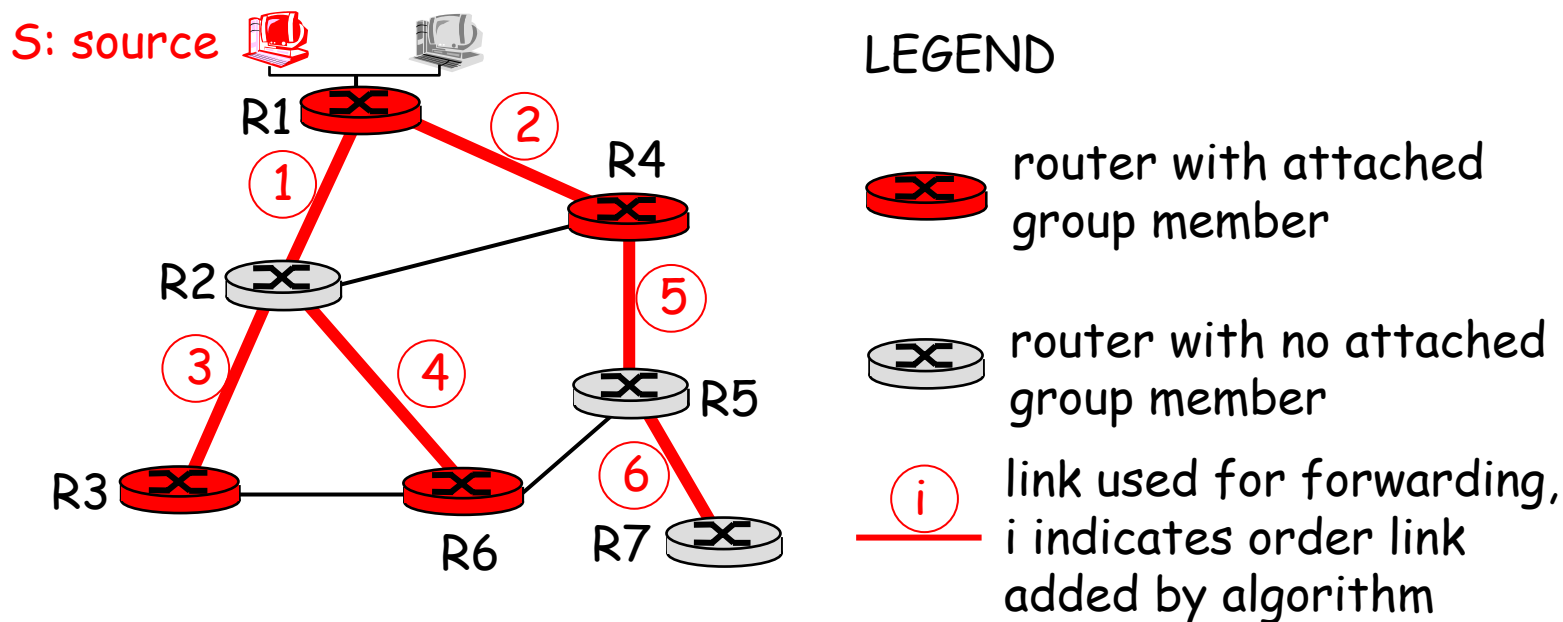 S: source
LEGEND
R1
2
R4
1
router with attached
group member
R2
5
3
4
router with no attached
group member
R5
R3
6
i
link used for forwarding,
i indicates order link
added by algorithm
R6
R7